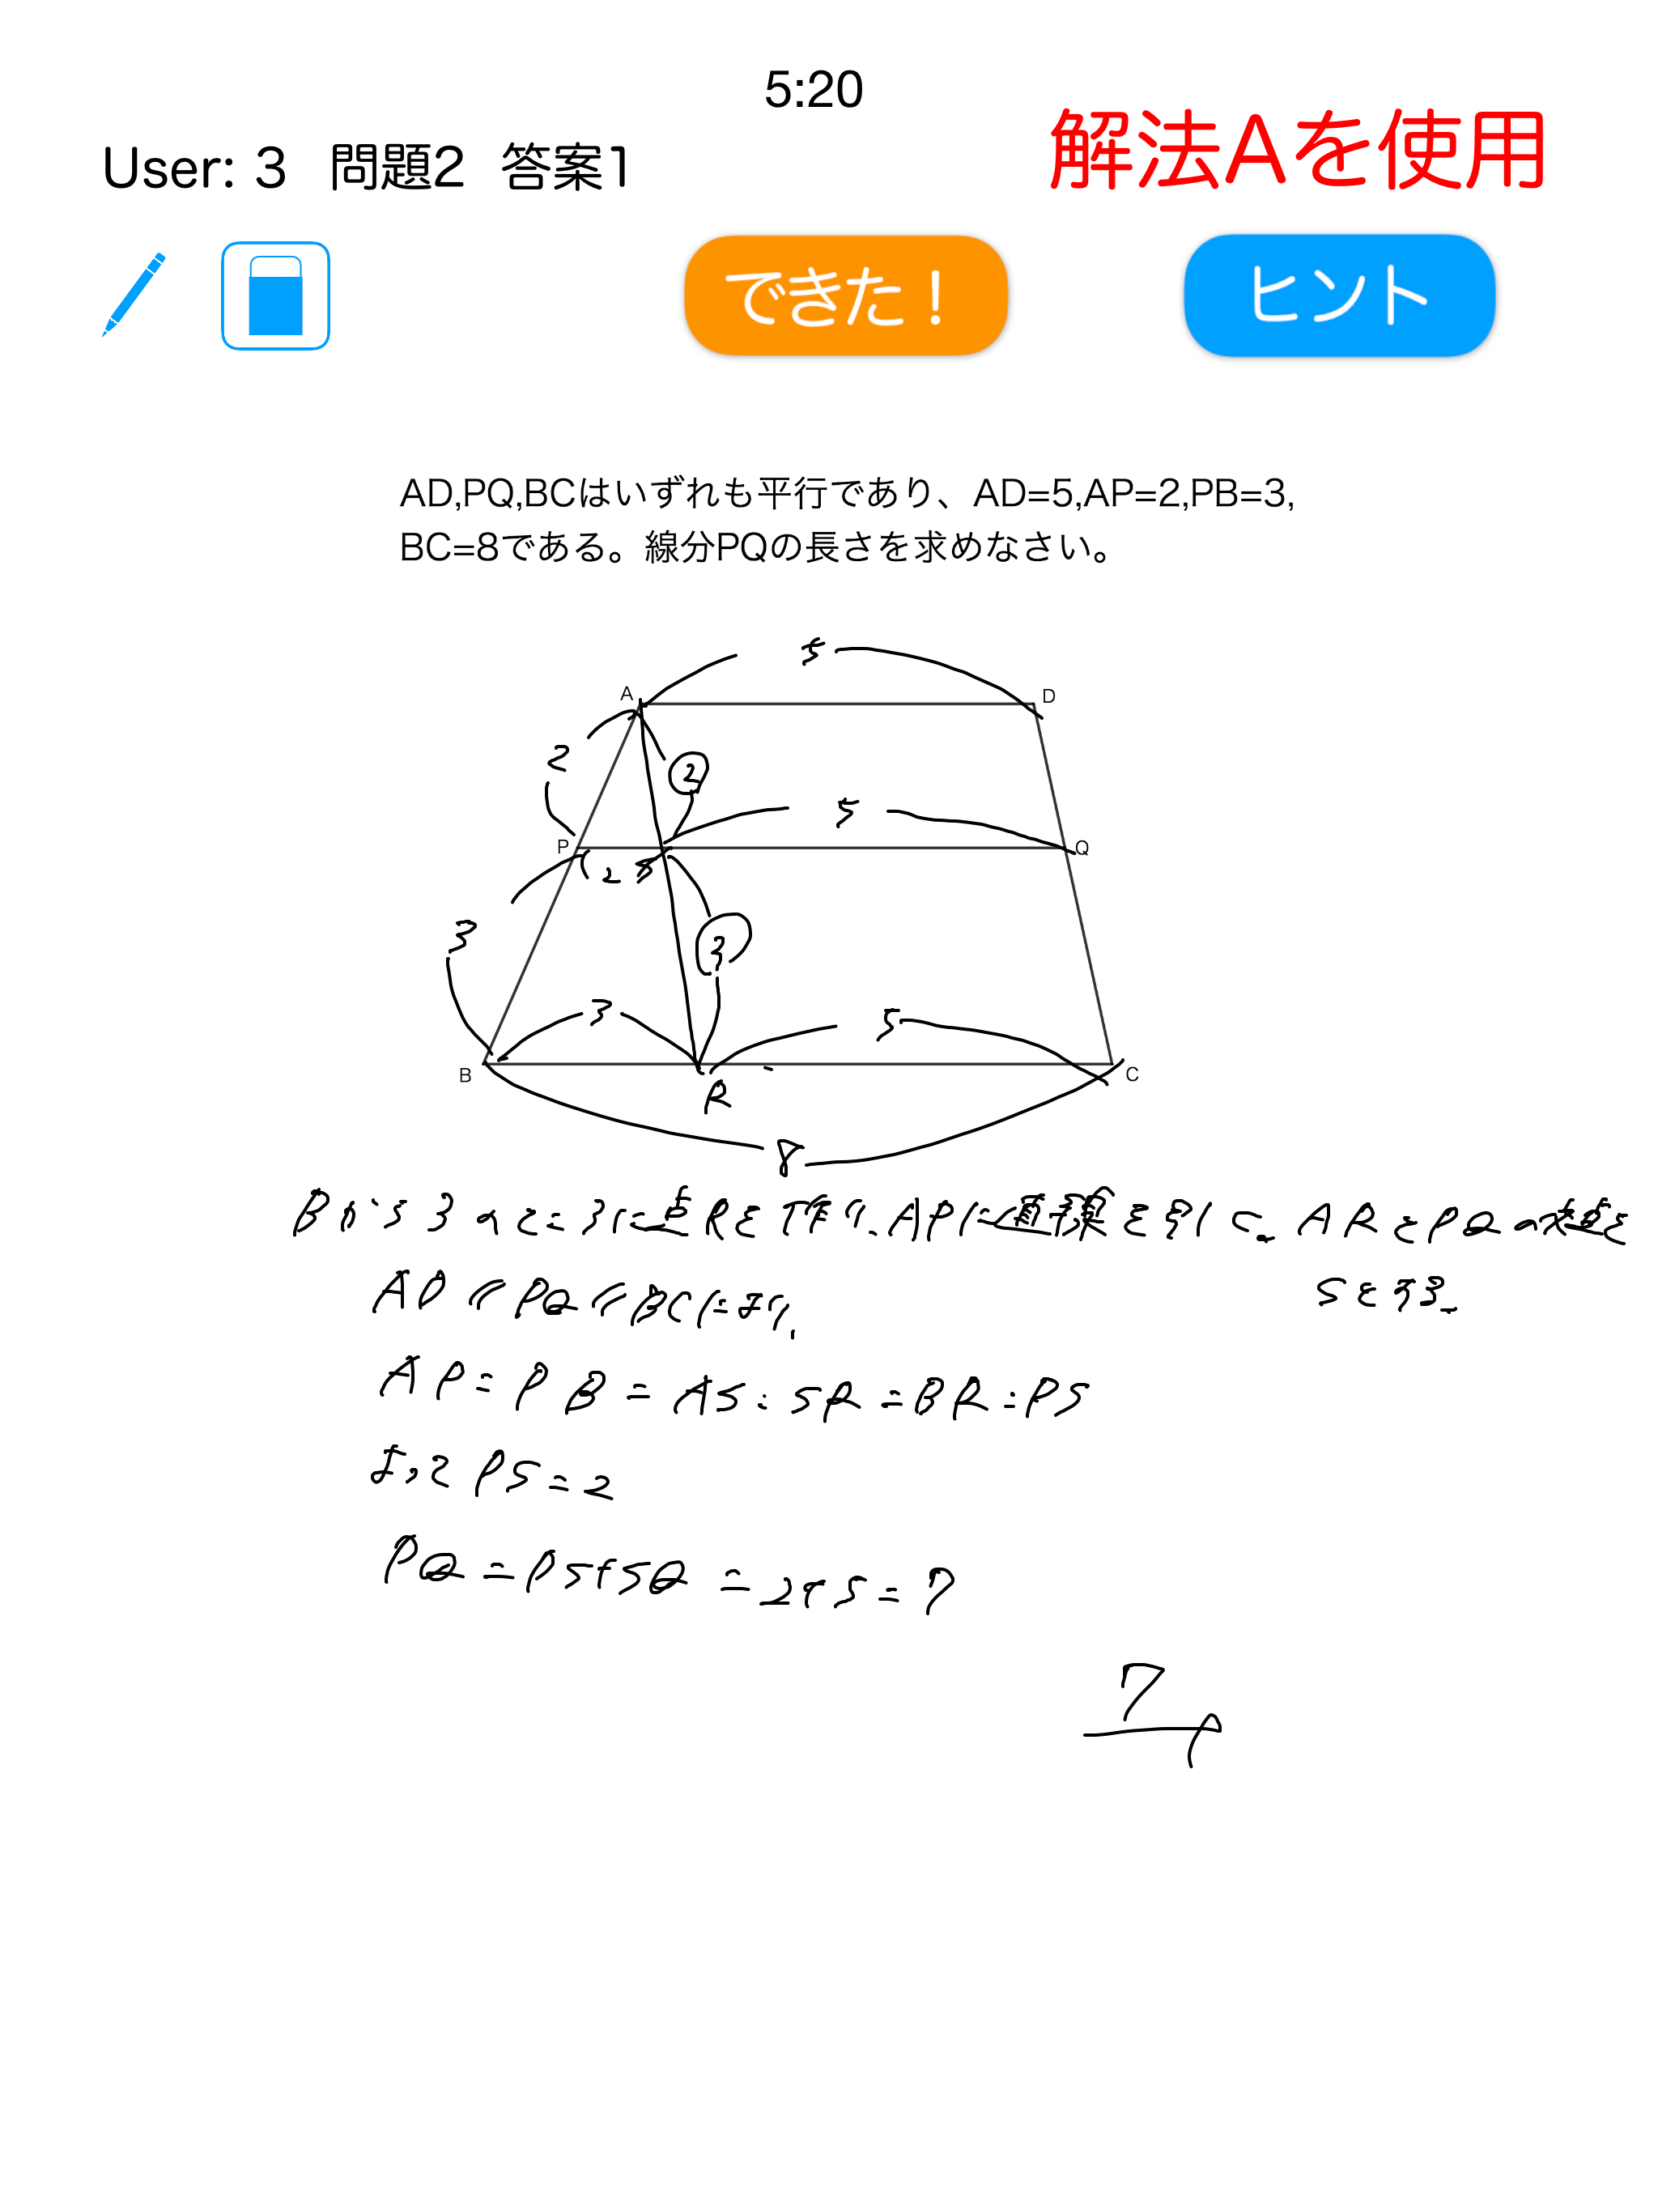 5:20
解法Aを使用
User: 3 問題2 答案1
できた！
ヒント
AD,PQ,BCはいずれも平行であり、AD=5,AP=2,PB=3,
BC=8である。線分PQの長さを求めなさい。
5
A
D
2
②
5
P
Q
2
S
3
③
3
5
B
C
R
8
Bから3のところに点Rを作り、APに直線を引く。ARとPQの交点を
Sとする。
AD∥PQ∥BCより、
AP:PB=AS:SR=BR:PS
よってPS=2
PQ=PS+SQ=2+5=7
7